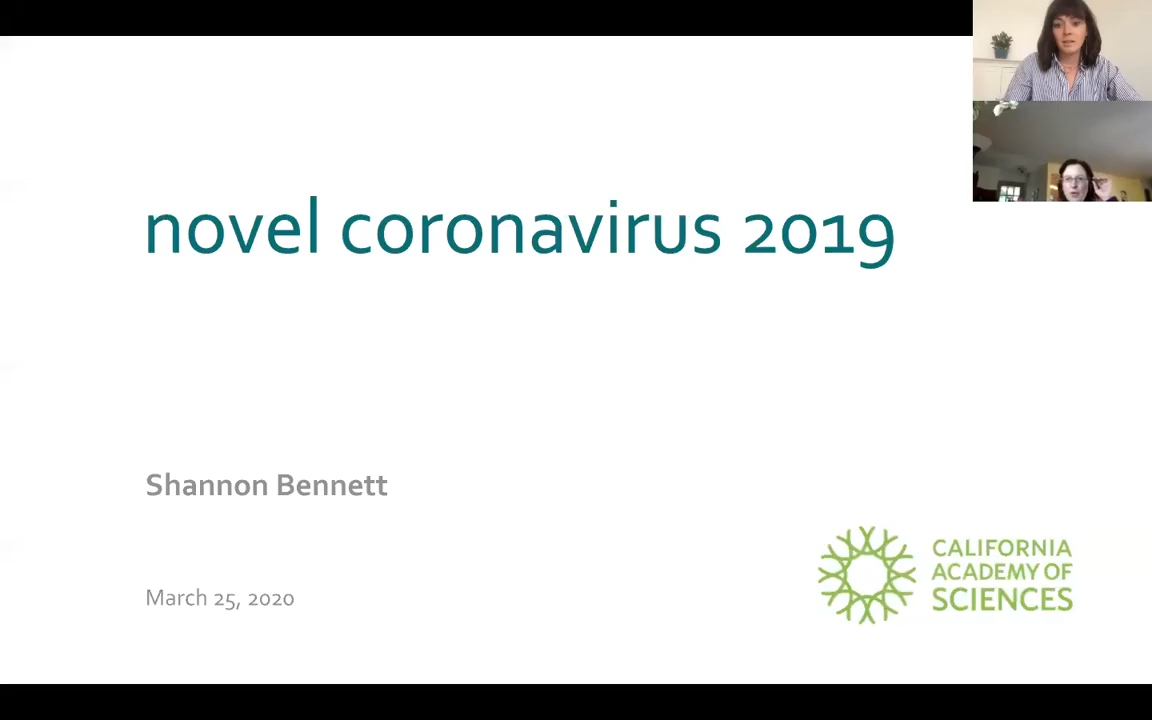 novel coronavirus 2019
Shannon Bennett
March 25, 2020
CALIFORNIA
ACADEMY OF
SCIENCES